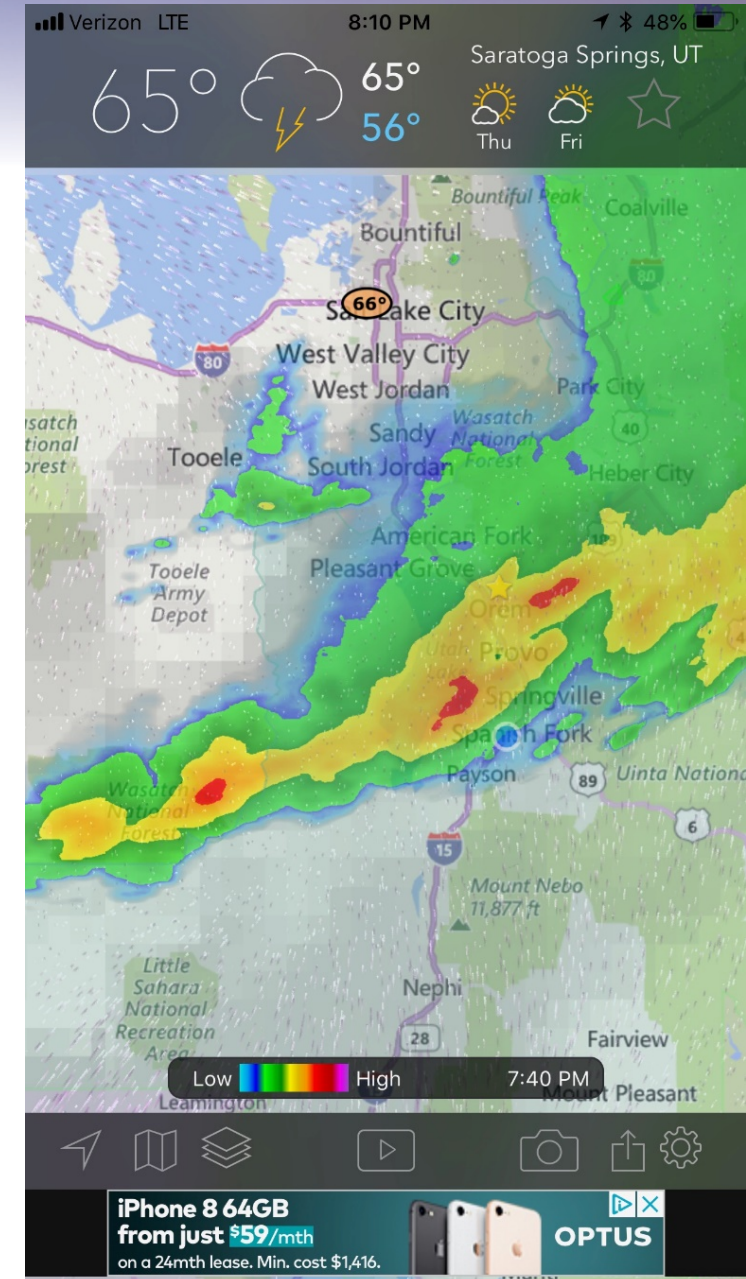 Verizon LTE 8:10 PM 48%
65° 65° Saratoga Springs, UT
56° Thu Fri
Bountiful Peak
Coalville
Bountiful
80
66°
Lake City
80
West Valley City
West Jordan
Park City
Wasatch
National
Forest
Sandy
40
Tooele
South Jordan
Heber City
American Fork
Pleasant Grove
Tooele
Army
Depot
Orem
Utah
Provo
Springville
Spanish Fork
Payson
89
Uinta Nationa
Wasatch
National
Forest
6
15
Mount Nebo
11,877 ft
Little
Sahara
National
Recreation
Area
Nephi
28
Fairview
Low High 7:40 PM
Mount Pleasant
Leamington
iPhone 8 64GB
from just $59/mth
on a 24mth lease. Min. cost $1,416.
OPTUS